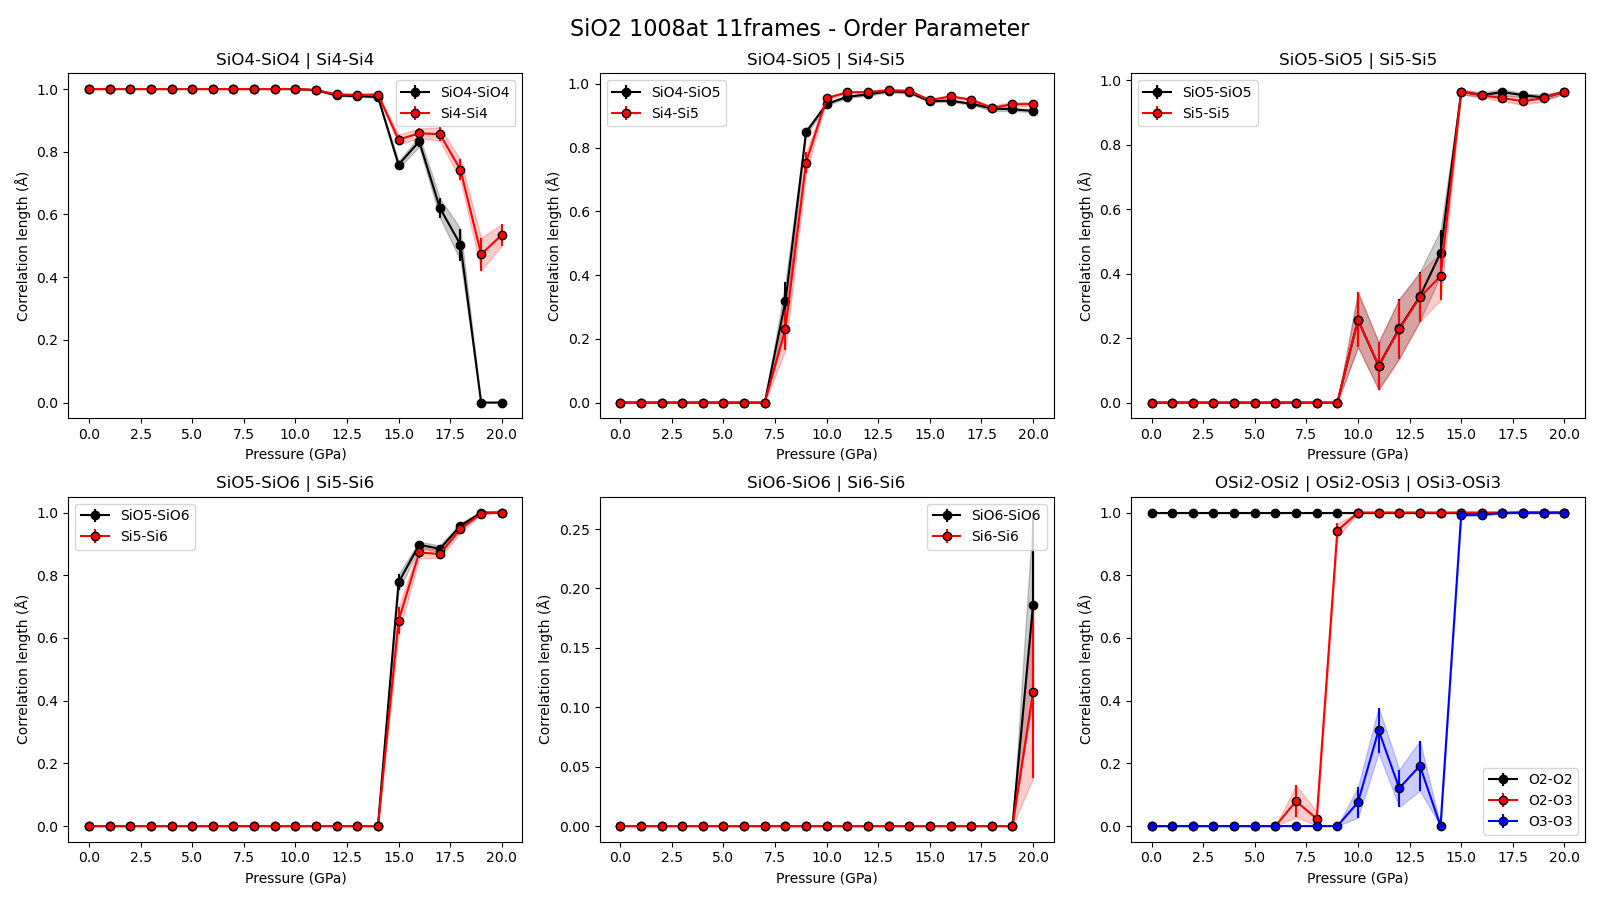 SiO2 1008at 11frames - Order Parameter
SiO4-SiO4 | Si4-Si4
1.0
0.8
0.6
0.4
0.2
0.0
Correlation length (Å)
SiO4-SiO4
Si4-Si4
0.0 2.5 5.0 7.5 10.0 12.5 15.0 17.5 20.0
Pressure (GPa)
SiO4-SiO5 | Si4-Si5
1.0
0.8
0.6
0.4
0.2
0.0
Correlation length (Å)
SiO4-SiO5
Si4-Si5
0.0 2.5 5.0 7.5 10.0 12.5 15.0 17.5 20.0
Pressure (GPa)
SiO5-SiO5 | Si5-Si5
1.0
0.8
0.6
0.4
0.2
0.0
Correlation length (Å)
SiO5-SiO5
Si5-Si5
0.0 2.5 5.0 7.5 10.0 12.5 15.0 17.5 20.0
Pressure (GPa)
SiO5-SiO6 | Si5-Si6
1.0
0.8
0.6
0.4
0.2
0.0
Correlation length (Å)
SiO5-SiO6
Si5-Si6
0.0 2.5 5.0 7.5 10.0 12.5 15.0 17.5 20.0
Pressure (GPa)
SiO6-SiO6 | Si6-Si6
0.25
0.20
0.15
0.10
0.05
0.00
Correlation length (Å)
SiO6-SiO6
Si6-Si6
0.0 2.5 5.0 7.5 10.0 12.5 15.0 17.5 20.0
Pressure (GPa)
OSi2-OSi2 | OSi2-OSi3 | OSi3-OSi3
1.0
0.8
0.6
0.4
0.2
0.0
Correlation length (Å)
O2-O2
O2-O3
O3-O3
0.0 2.5 5.0 7.5 10.0 12.5 15.0 17.5 20.0
Pressure (GPa)